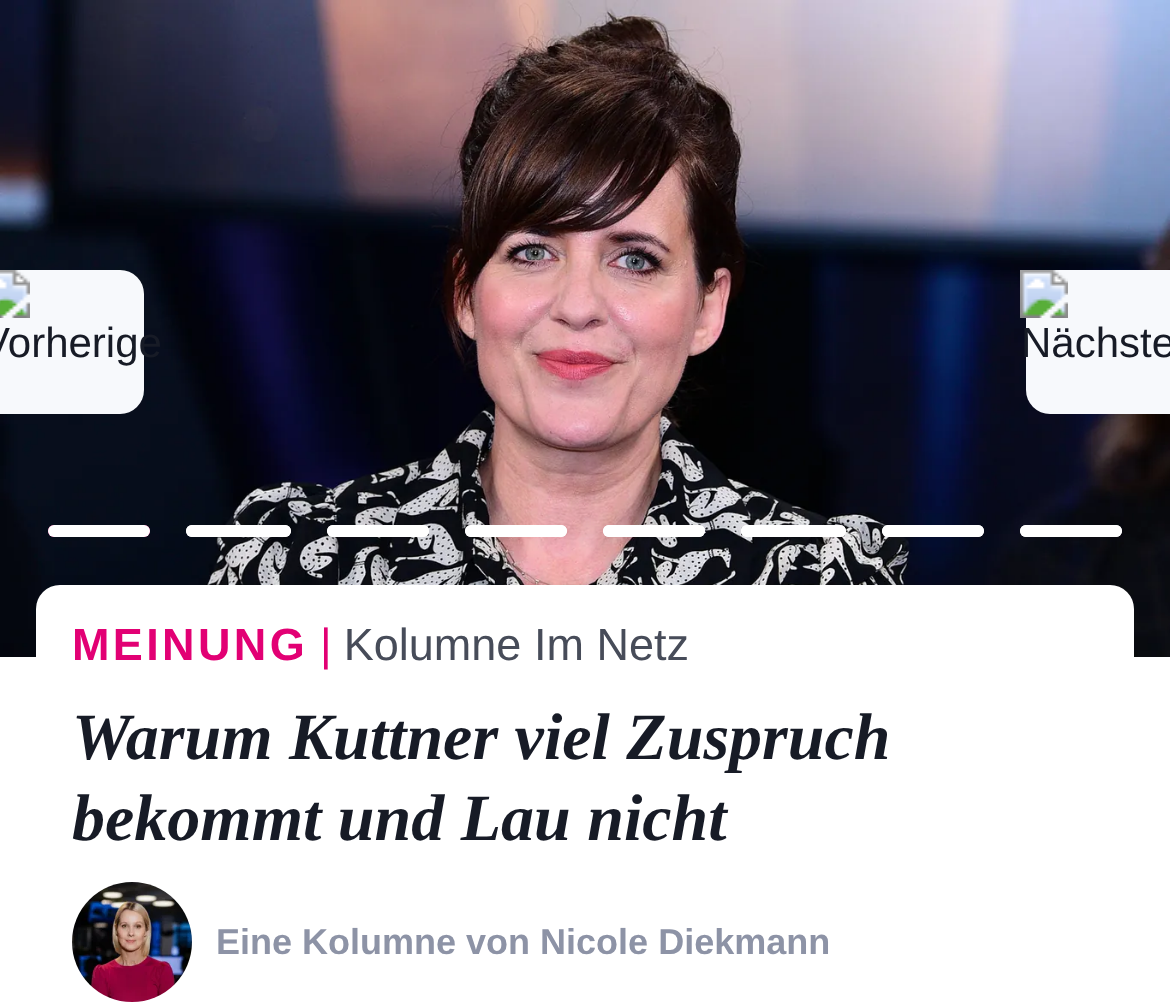 Vorherige
Nächste
MEINUNG | Kolumne Im Netz
Warum Kuttner viel Zuspruch
bekommt und Lau nicht
Eine Kolumne von Nicole Diekmann